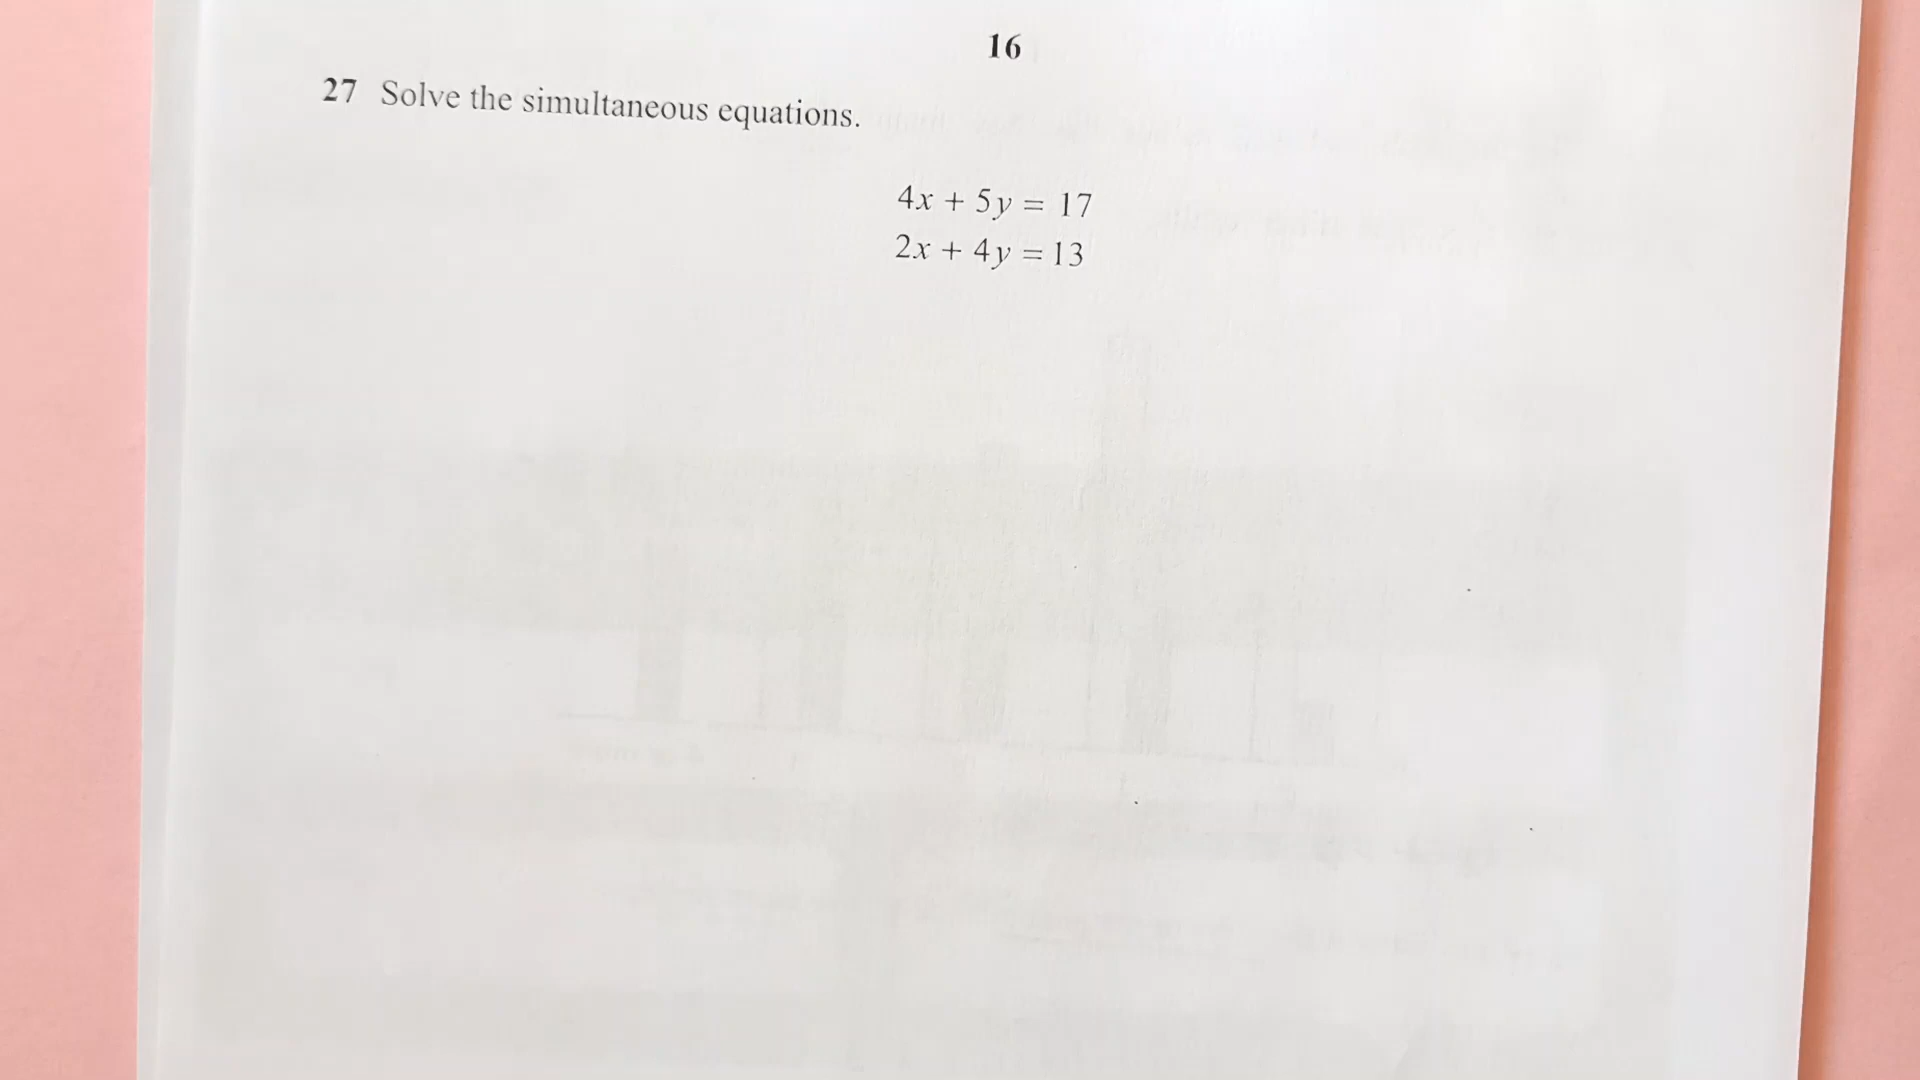 16
27 Solve the simultaneous equations.
4x + 5y = 17
2x + 4y = 13